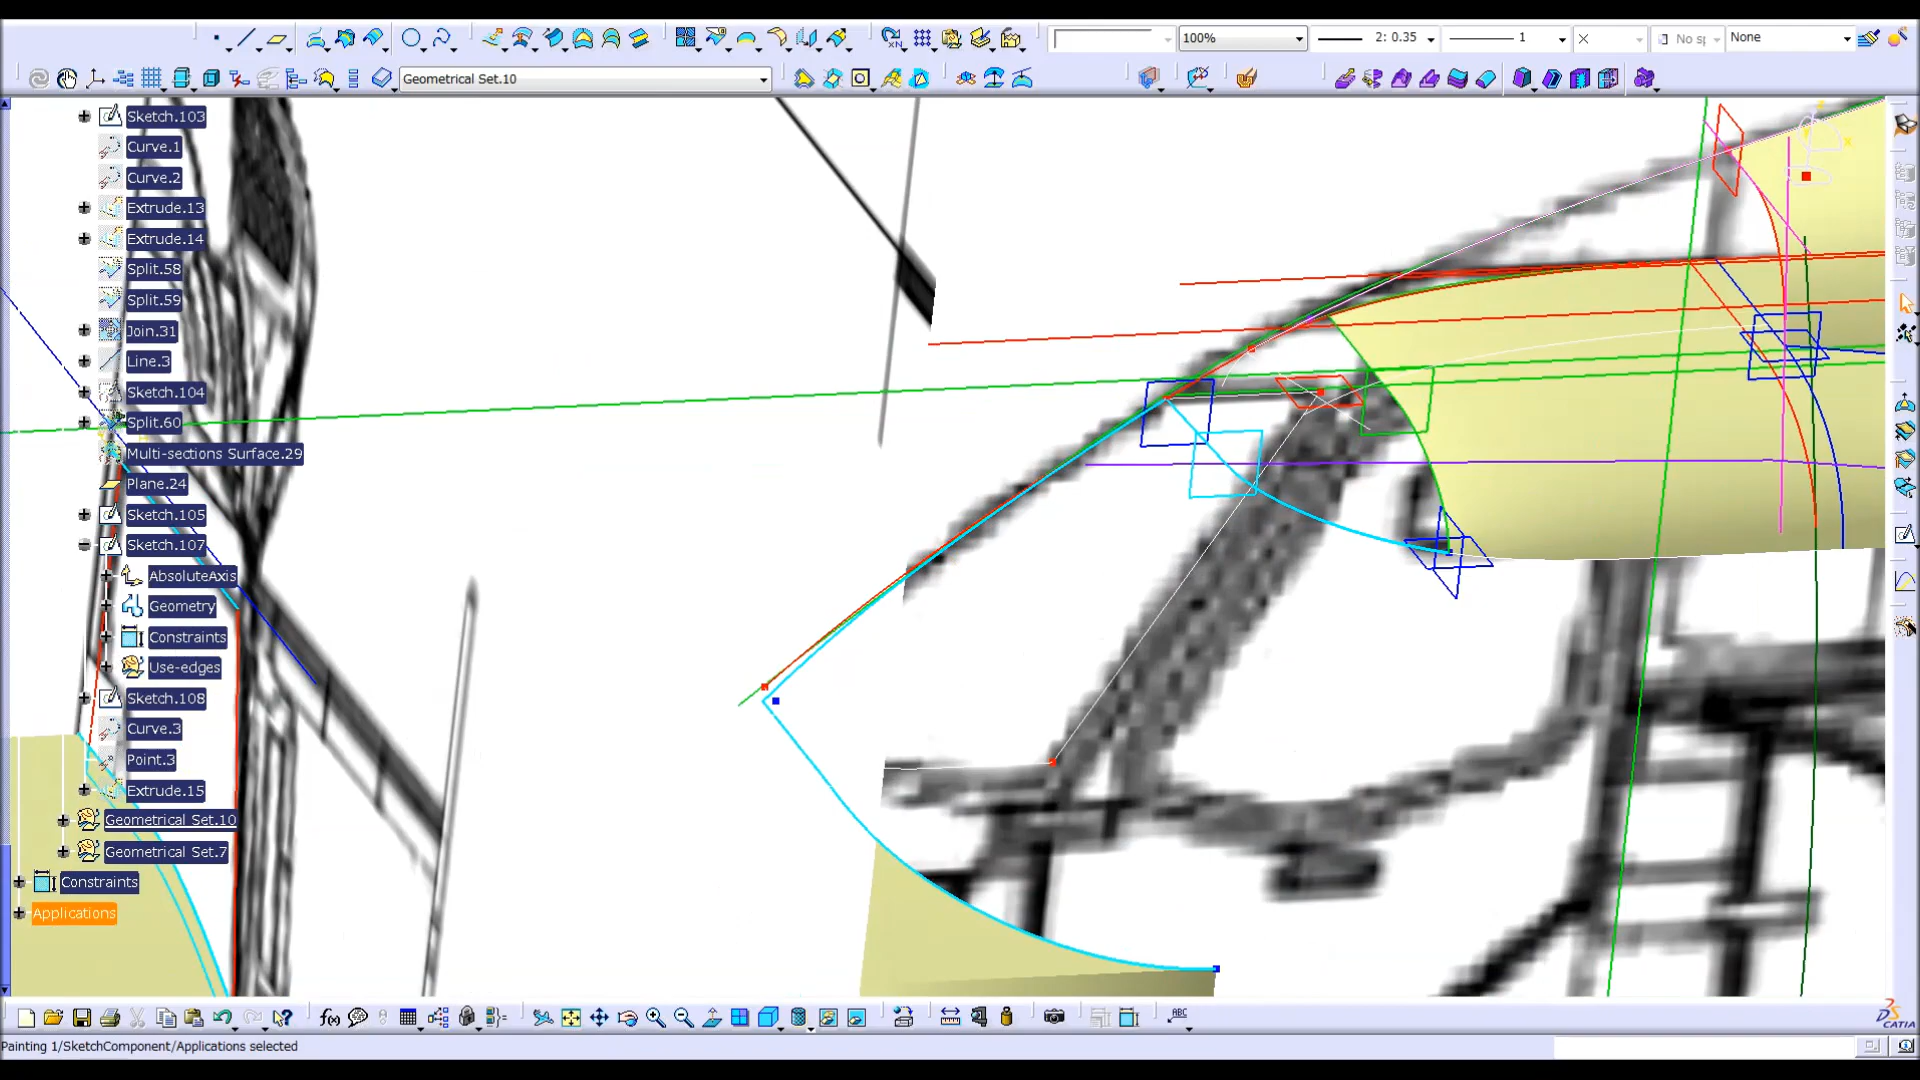 100%
2: 0.35
1
No s
None
Geometrical Set.10
Sketch.103
Curve.1
Curve.2
Extrude.13
Extrude.14
Split.58
Split.59
Join.31
Line.3
Sketch.104
Split.60
Multi-sections Surface.29
Plane.24
Sketch.105
Sketch.107
AbsoluteAxis
Geometry
Constraints
Use-edges
Sketch.108
Curve.3
Point.3
Extrude.15
Geometrical Set.10
Geometrical Set.7
Constraints
Applications
f(x)
ABC
CATIA
Painting 1/SketchComponent/Applications selected